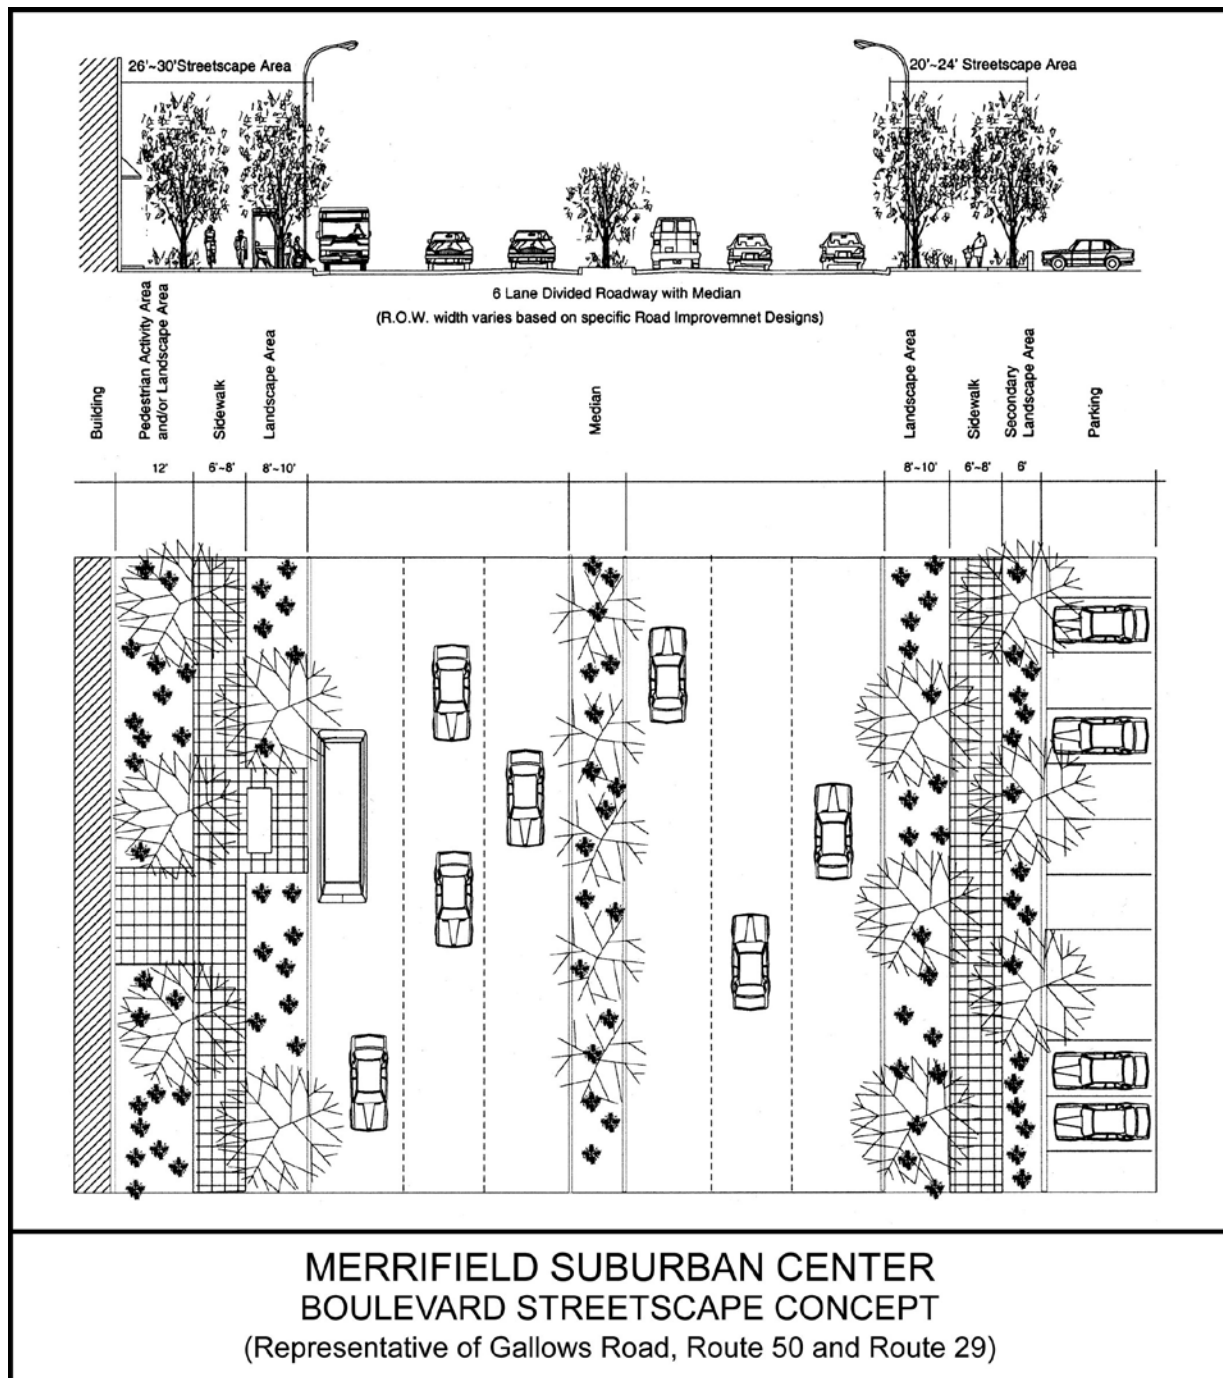 26'~30'Streetscape Area
20'~24' Streetscape Area
6 Lane Divided Roadway with Median
(R.O.W. width varies based on specific Road Improvemnet Designs)
Building
Pedestrian Activity Area
and/or Landscape Area
Sidewalk
Landscape Area
Median
Landscape Area
Sidewalk
Secondary
Landscape Area
Parking
12'
6'~8'
8'~10'
8'~10'
6'~8'
6'
MERRIFIELD SUBURBAN CENTER
BOULEVARD STREETSCAPE CONCEPT
(Representative of Gallows Road, Route 50 and Route 29)